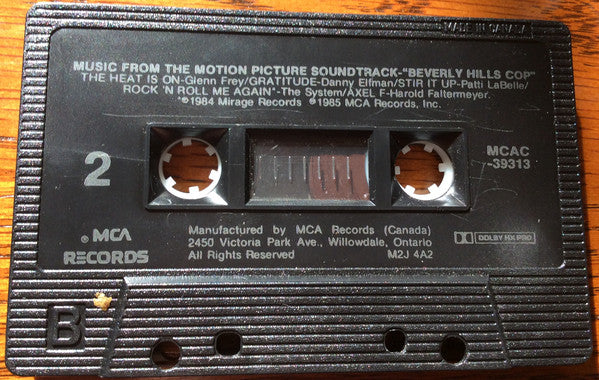 MADE IN CANADA
MUSIC FROM THE MOTION PICTURE SOUNDTRACK-"BEVERLY HILLS COP"
THE HEAT IS ON-Glenn Frey/GRATITUDE-Danny Elfman/STIR IT UP-Patti LaBelle/
ROCK 'N ROLL ME AGAIN*-The System/AXEL F-Harold Faltermeyer.
*℗1984 Mirage Records ℗1985 MCA Records, Inc.
2
MCAC
-39313
MCA
RECORDS
Manufactured by MCA Records (Canada)
2450 Victoria Park Ave., Willowdale, Ontario
All Rights Reserved
M2J 4A2
DOLBY HX PRO
B